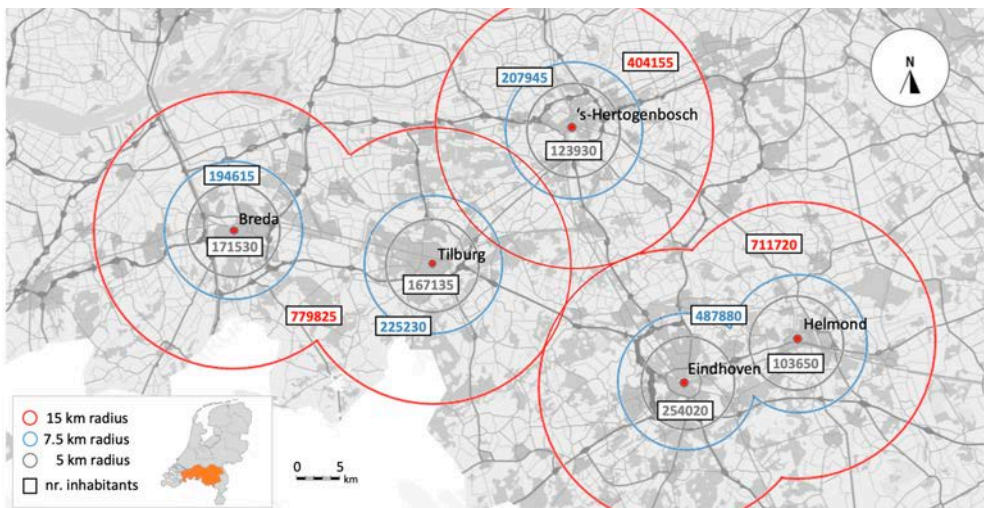 404155
N
207945
's-Hertogenbosch
123930
194615
Breda
171530
711720
Tilburg
167135
779825
225230
487880
Helmond
103650
Eindhoven
254020
15 km radius
7.5 km radius
5 km radius
nr. inhabitants
0 5
km